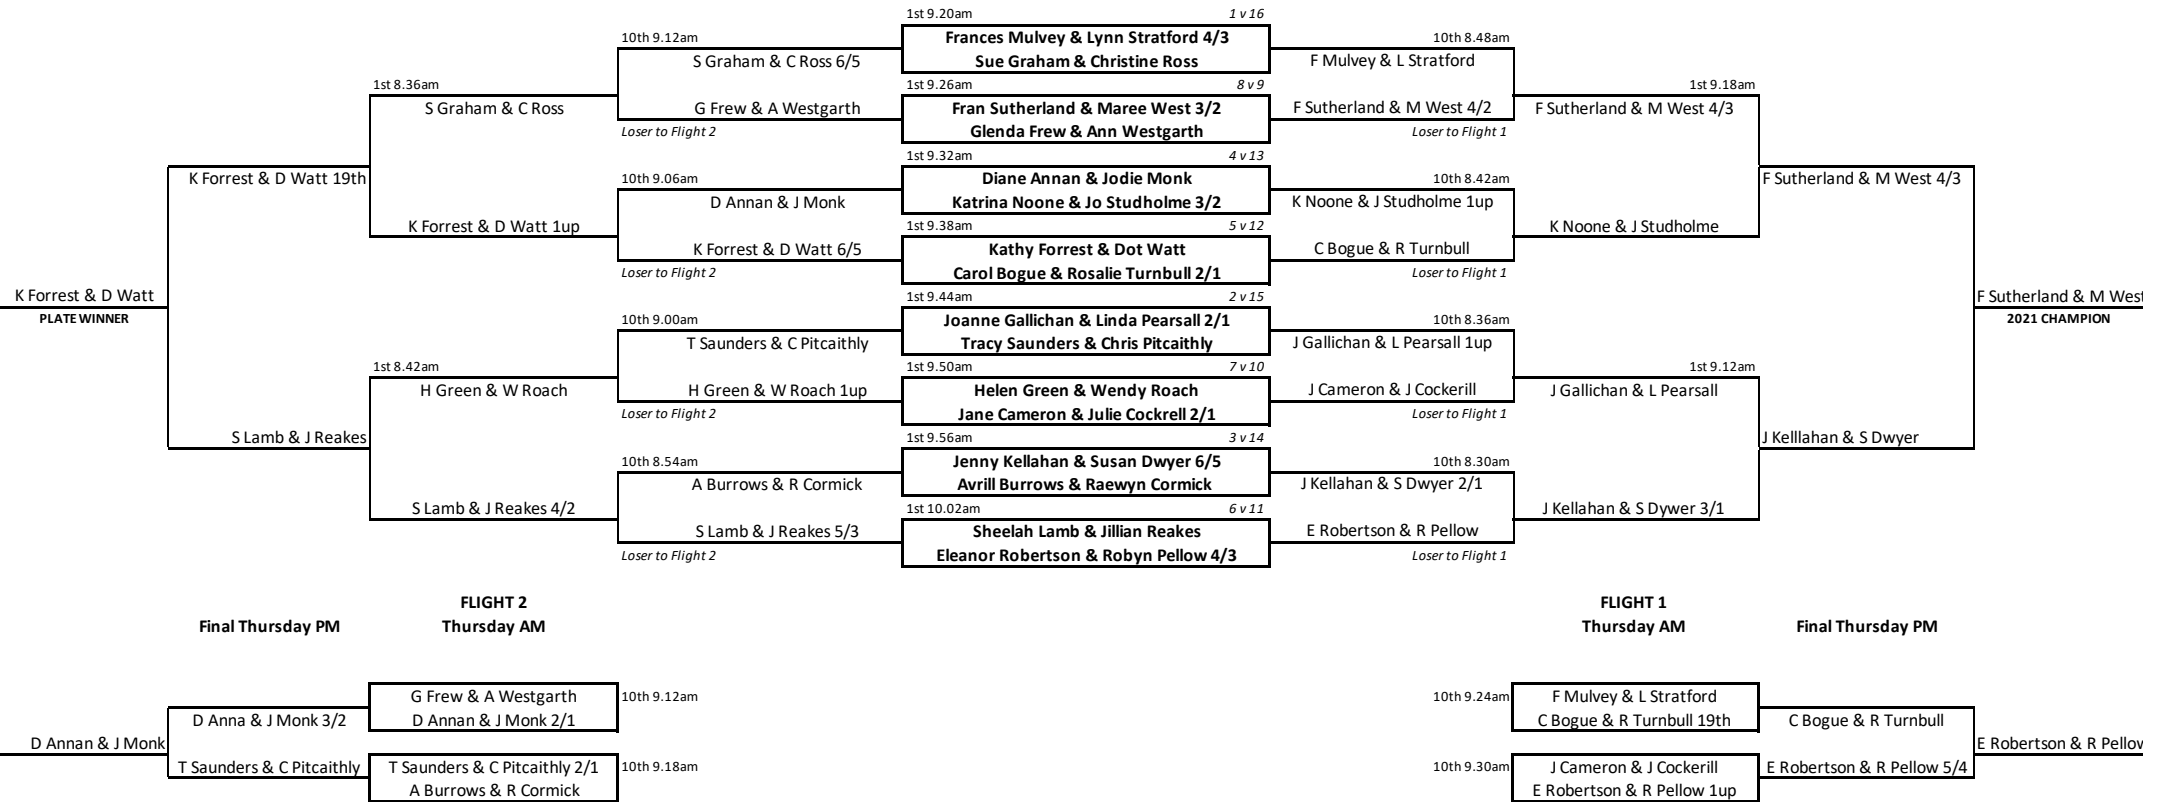 1st 9.20am 1 v 16
Frances Mulvey & Lynn Stratford 4/3
10th 9.12am 10th 8.48am
S Graham & C Ross 6/5 Sue Graham & Christine Ross F Mulvey & L Stratford
1st 8.36am 1st 9.26am 8 v 9 1st 9.18am
S Graham & C Ross G Frew & A Westgarth Fran Sutherland & Maree West 3/2 F Sutherland & M West 4/2 F Sutherland & M West 4/3
Loser to Flight 2 Glenda Frew & Ann Westgarth Loser to Flight 1
1st 9.32am 4 v 13
K Forrest & D Watt 19th 10th 9.06am Diane Annan & Jodie Monk 10th 8.42am F Sutherland & M West 4/3
D Annan & J Monk Katrina Noone & Jo Studholme 3/2 K Noone & J Studholme 1up
K Forrest & D Watt 1up 1st 9.38am 5 v 12 K Noone & J Studholme
K Forrest & D Watt 6/5 Kathy Forrest & Dot Watt C Bogue & R Turnbull
Loser to Flight 2 Carol Bogue & Rosalie Turnbull 2/1 Loser to Flight 1
K Forrest & D Watt 1st 9.44am 2 v 15 F Sutherland & M West
PLATE WINNER 10th 9.00am Joanne Gallichan & Linda Pearsall 2/1 10th 8.36am 2021 CHAMPION
T Saunders & C Pitcaithly Tracy Saunders & Chris Pitcaithly J Gallichan & L Pearsall 1up
1st 8.42am 1st 9.50am 7 v 10 1st 9.12am
H Green & W Roach H Green & W Roach 1up Helen Green & Wendy Roach J Cameron & J Cockerill J Gallichan & L Pearsall
Loser to Flight 2 Jane Cameron & Julie Cockrell 2/1 Loser to Flight 1
S Lamb & J Reakes 1st 9.56am 3 v 14 J Kelllahan & S Dwyer
10th 8.54am Jenny Kellahan & Susan Dwyer 6/5 10th 8.30am
A Burrows & R Cormick Avrill Burrows & Raewyn Cormick J Kellahan & S Dwyer 2/1
S Lamb & J Reakes 4/2 1st 10.02am 6 v 11 J Kellahan & S Dywer 3/1
S Lamb & J Reakes 5/3 Sheelah Lamb & Jillian Reakes E Robertson & R Pellow
Loser to Flight 2 Eleanor Robertson & Robyn Pellow 4/3 Loser to Flight 1
FLIGHT 2 FLIGHT 1
Final Thursday PM Thursday AM Thursday AM Final Thursday PM
G Frew & A Westgarth 10th 9.12am 10th 9.24am F Mulvey & L Stratford
D Anna & J Monk 3/2 D Annan & J Monk 2/1 C Bogue & R Turnbull 19th C Bogue & R Turnbull
D Annan & J Monk E Robertson & R Pellow
T Saunders & C Pitcaithly T Saunders & C Pitcaithly 2/1 10th 9.18am 10th 9.30am J Cameron & J Cockerill E Robertson & R Pellow 5/4
A Burrows & R Cormick E Robertson & R Pellow 1up